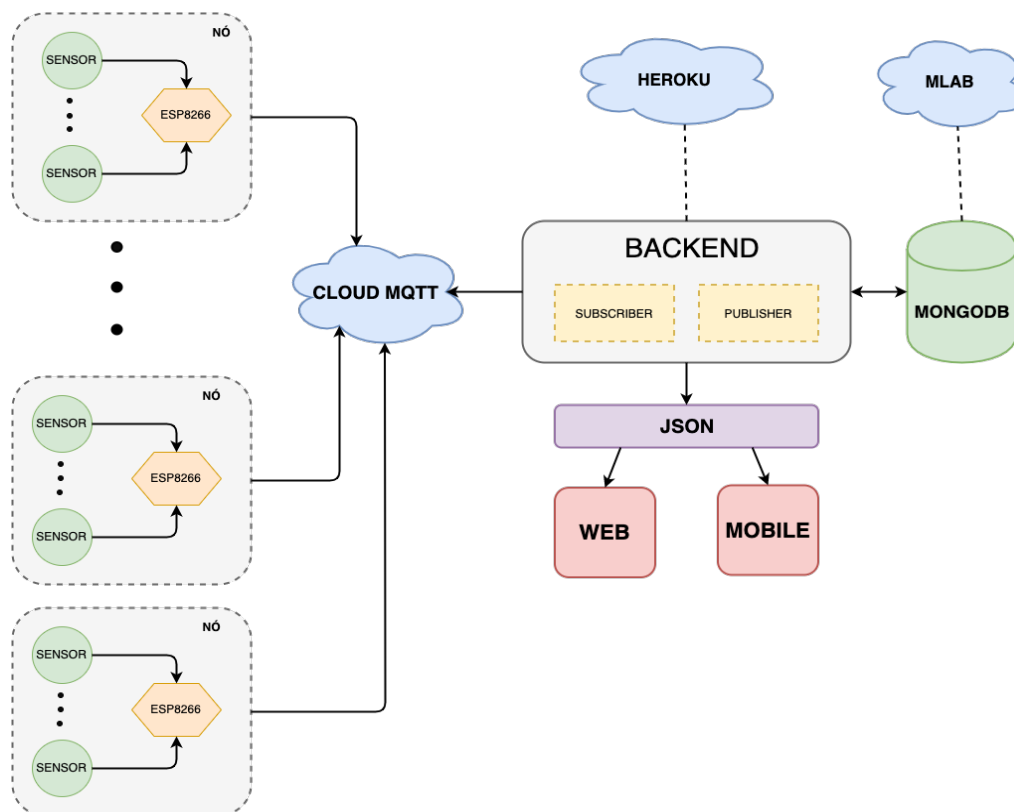 NÓ
SENSOR
ESP8266
SENSOR
HEROKU
MLAB
BACKEND
SUBSCRIBER
PUBLISHER
MONGODB
CLOUD MQTT
JSON
WEB
MOBILE
NÓ
SENSOR
ESP8266
SENSOR
NÓ
SENSOR
ESP8266
SENSOR